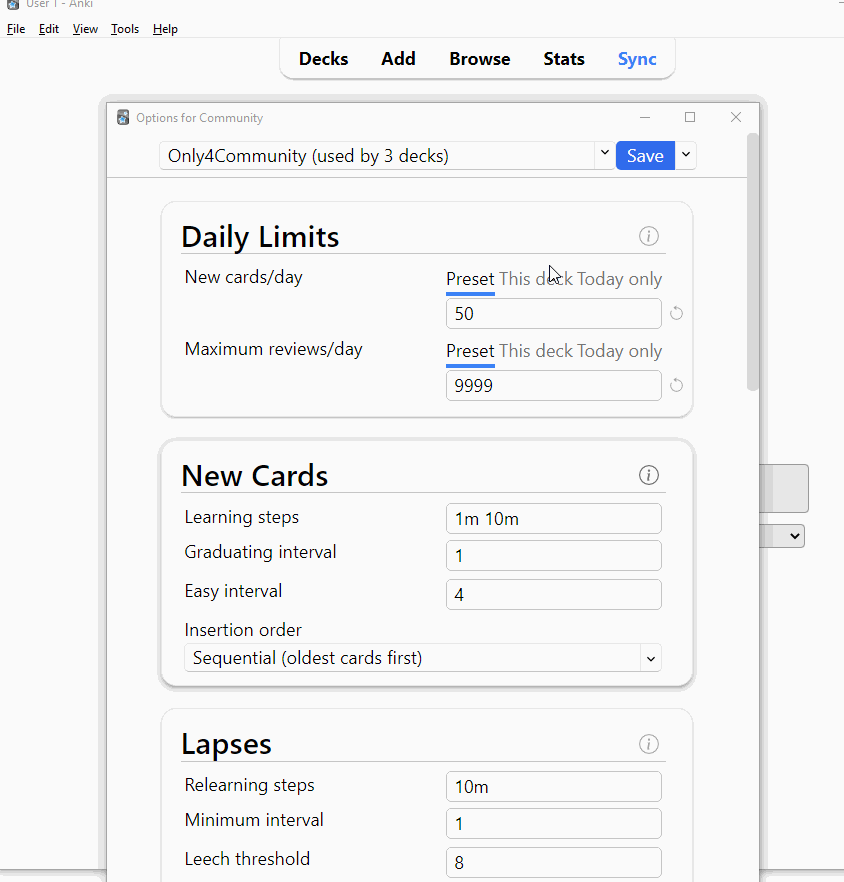 User 1 - Anki
File Edit View Tools Help
Decks Add Browse Stats Sync
Options for Community
Only4Community (used by 3 decks) Save
Daily Limits
New cards/day Preset This deck Today only
50
Maximum reviews/day Preset This deck Today only
9999
New Cards
Learning steps 1m 10m
Graduating interval 1
Easy interval 4
Insertion order
Sequential (oldest cards first)
Lapses
Relearning steps 10m
Minimum interval 1
Leech threshold 8